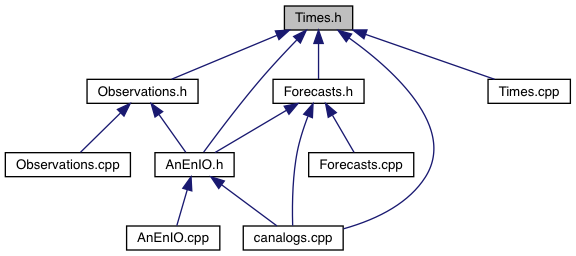 Times.h
Observations.h
Forecasts.h
Times.cpp
Observations.cpp
AnEnIO.h
Forecasts.cpp
AnEnIO.cpp
canalogs.cpp